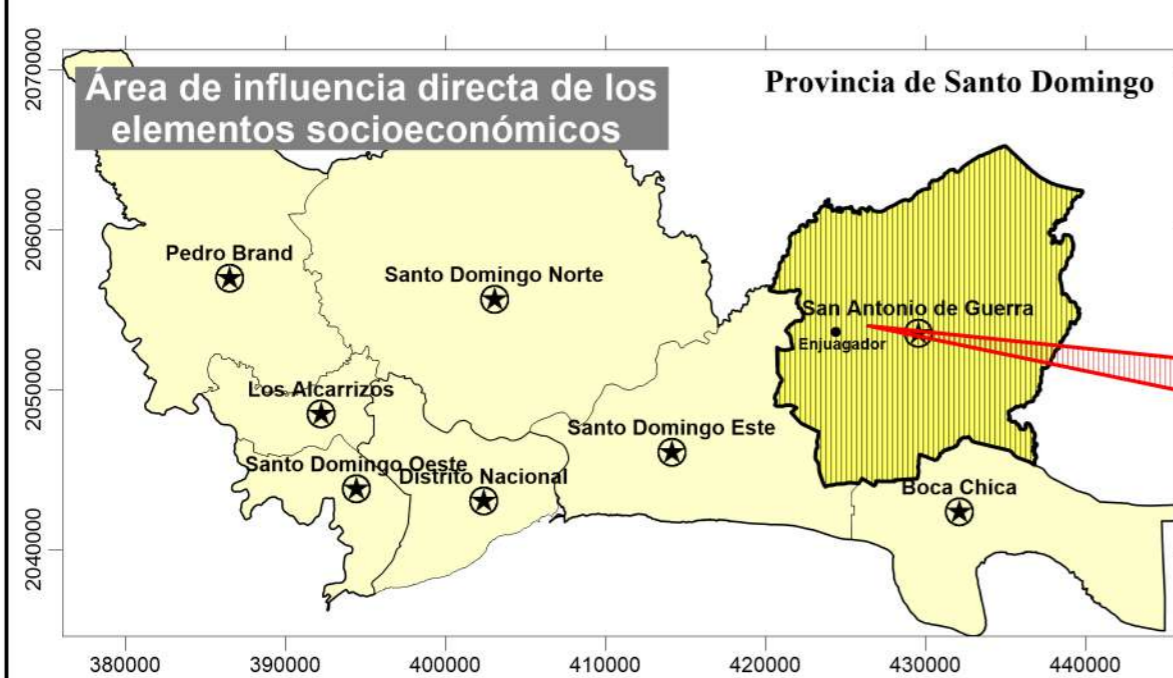 Área de influencia directa de los
elementos socioeconómicos
Provincia de Santo Domingo
2070000
2060000
2050000
2040000
Pedro Brand
Santo Domingo Norte
San Antonio de Guerra
Enjuagador
Los Alcarrizos
Santo Domingo Este
Santo Domingo Oeste
Distrito Nacional
Boca Chica
380000
390000
400000
410000
420000
430000
440000